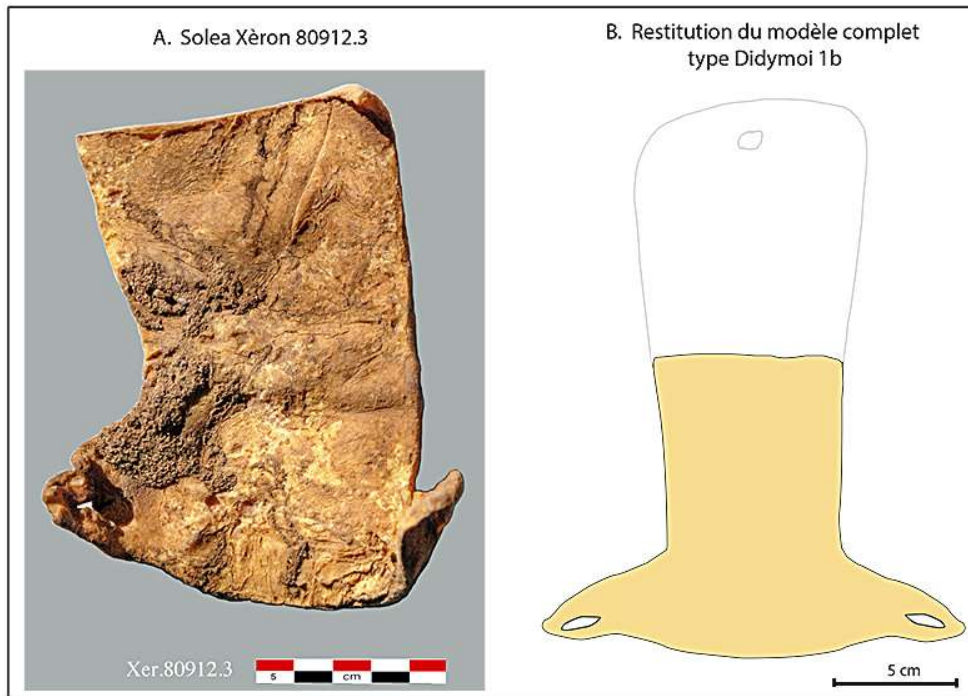 A. Solea Xèron 80912.3
B. Restitution du modèle complet
type Didymoi 1b
Xer.80912.3
5 cm
5 cm